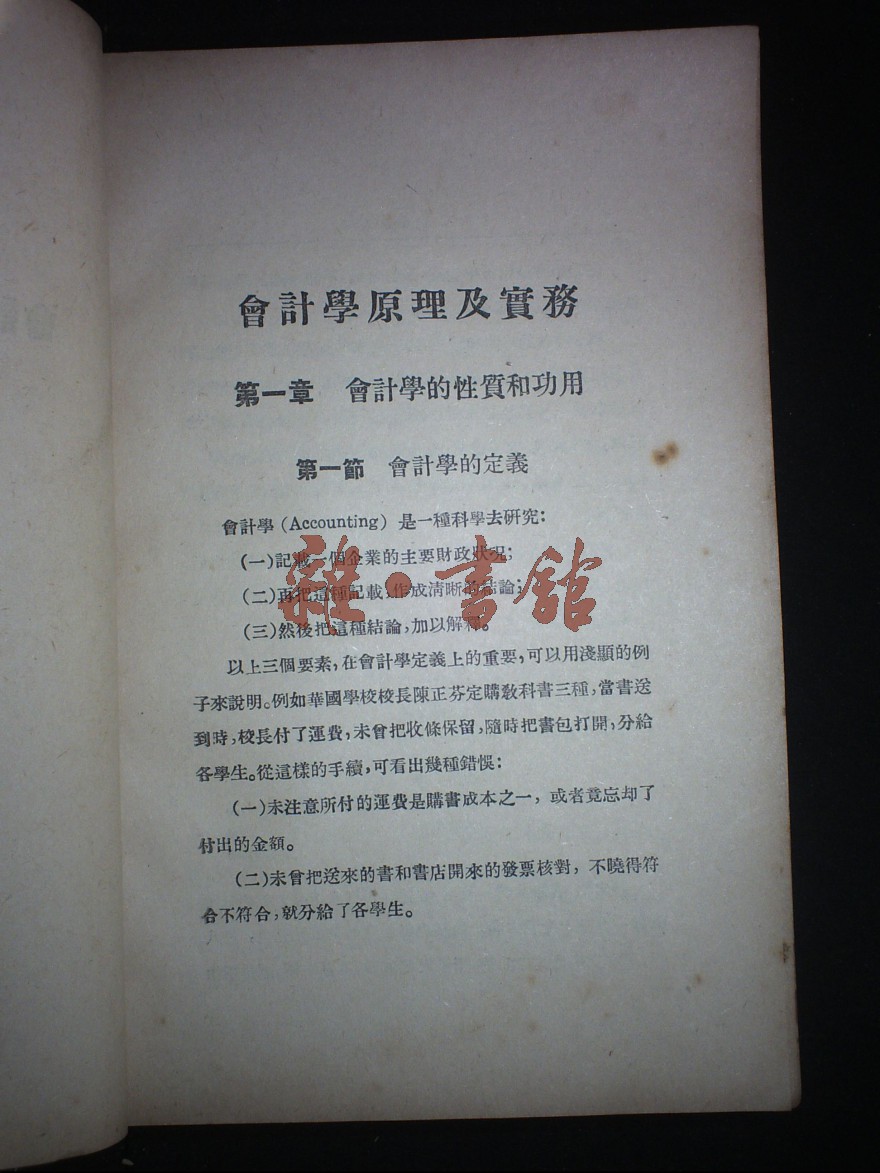 會計學原理及實務
第一章 會計學的性質和功用
第一節 會計學的定義
會計學 (Accounting) 是一種科學去硏究：
(一)記載一個企業的主要財政狀况；
(二)再把這種記載，作成清晰的結論；
(三)然後把這種結論，加以解釋。
以上三個要素，在會計學定義上的重要，可以用淺顯的例
子來說明。例如華國學校校長陳正芬定購敎科書三種，當書送
到時，校長付了運費，未曾把收條保留，隨時把書包打開，分給
各學生。從這樣的手續，可看出幾種錯悞：
(一)未注意所付的運費是購書成本之一，或者竟忘却了
付出的金額。
(二)未曾把送來的書和書店開來的發票核對，不曉得符
合不符合，就分給了各學生。
雜·書館